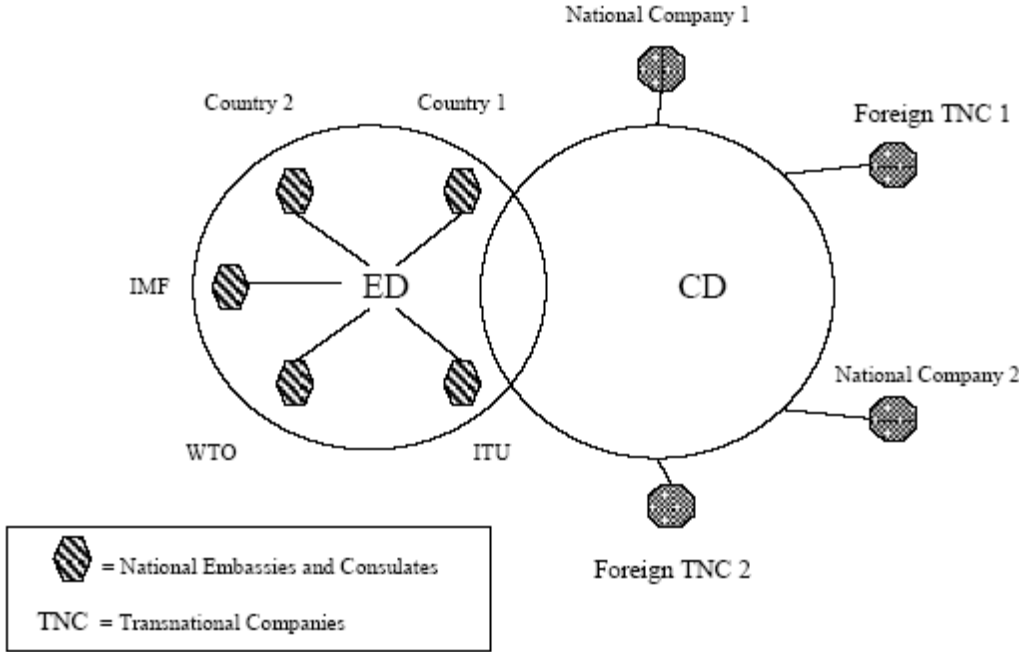 National Company 1
Country 2
Country 1
Foreign TNC 1
IMF
ED
CD
National Company 2
WTO
ITU
= National Embassies and Consulates
Foreign TNC 2
TNC = Transnational Companies